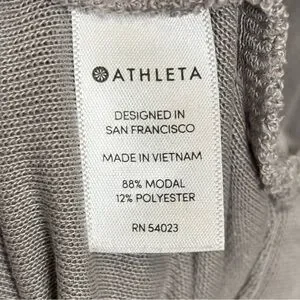 ATHLETA
DESIGNED IN
SAN FRANCISCO
MADE IN VIETNAM
88% MODAL
12% POLYESTER
RN 54023